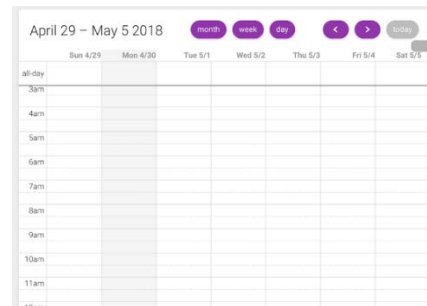 April 29 – May 5 2018 month week day < > today
Sun 4/29 Mon 4/30 Tue 5/1 Wed 5/2 Thu 5/3 Fri 5/4 Sat 5/5
all-day
3am
4am
5am
6am
7am
8am
9am
10am
11am